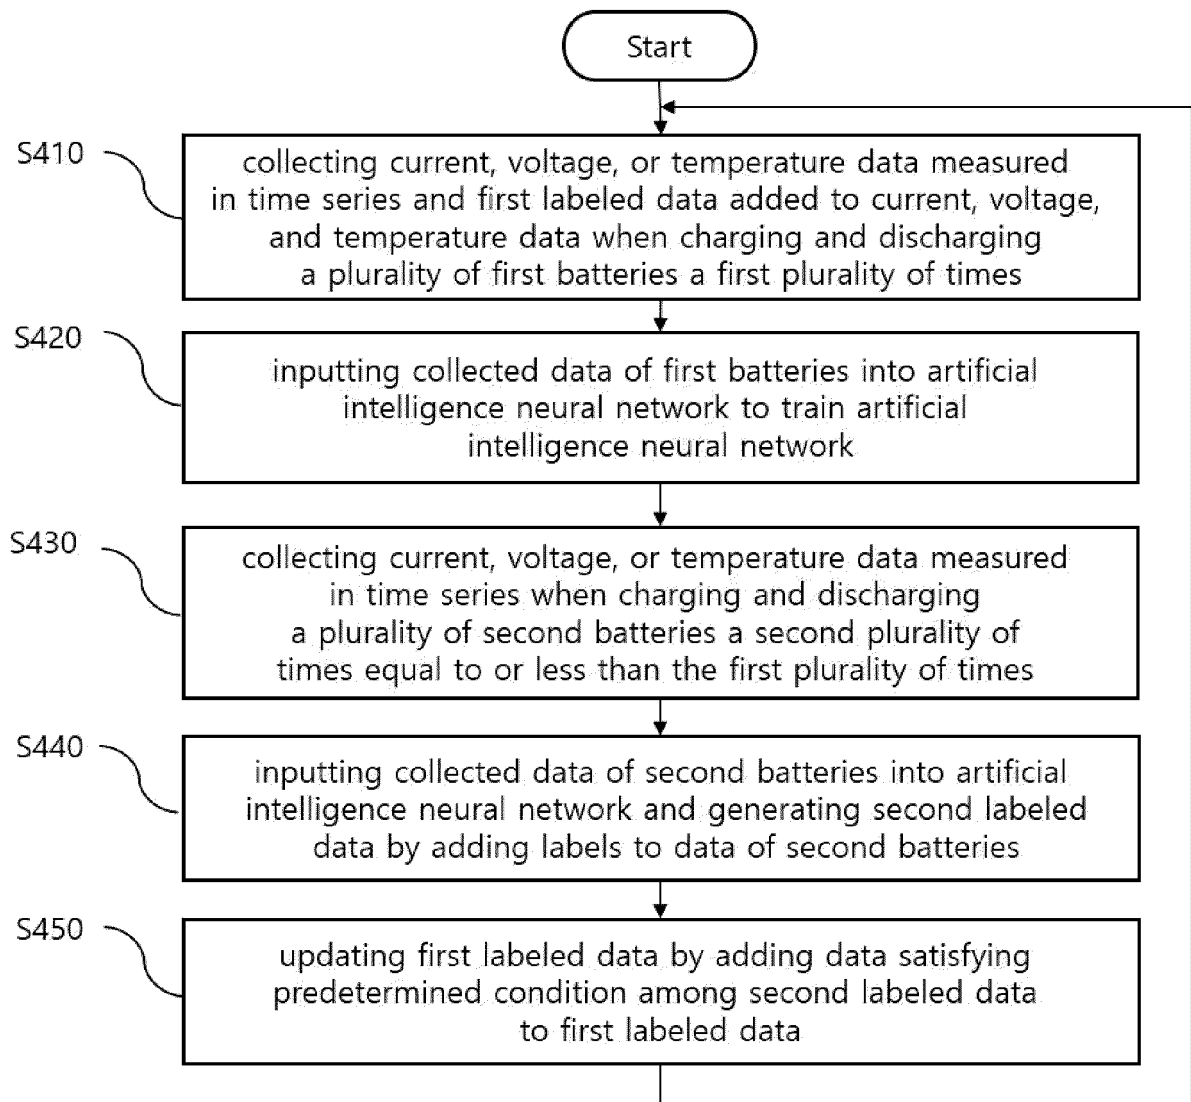 Start
S410
collecting current, voltage, or temperature data measured
in time series and first labeled data added to current, voltage,
and temperature data when charging and discharging
a plurality of first batteries a first plurality of times
S420
inputting collected data of first batteries into artificial
intelligence neural network to train artificial
intelligence neural network
S430
collecting current, voltage, or temperature data measured
in time series when charging and discharging
a plurality of second batteries a second plurality of
times equal to or less than the first plurality of times
S440
inputting collected data of second batteries into artificial
intelligence neural network and generating second labeled
data by adding labels to data of second batteries
S450
updating first labeled data by adding data satisfying
predetermined condition among second labeled data
to first labeled data